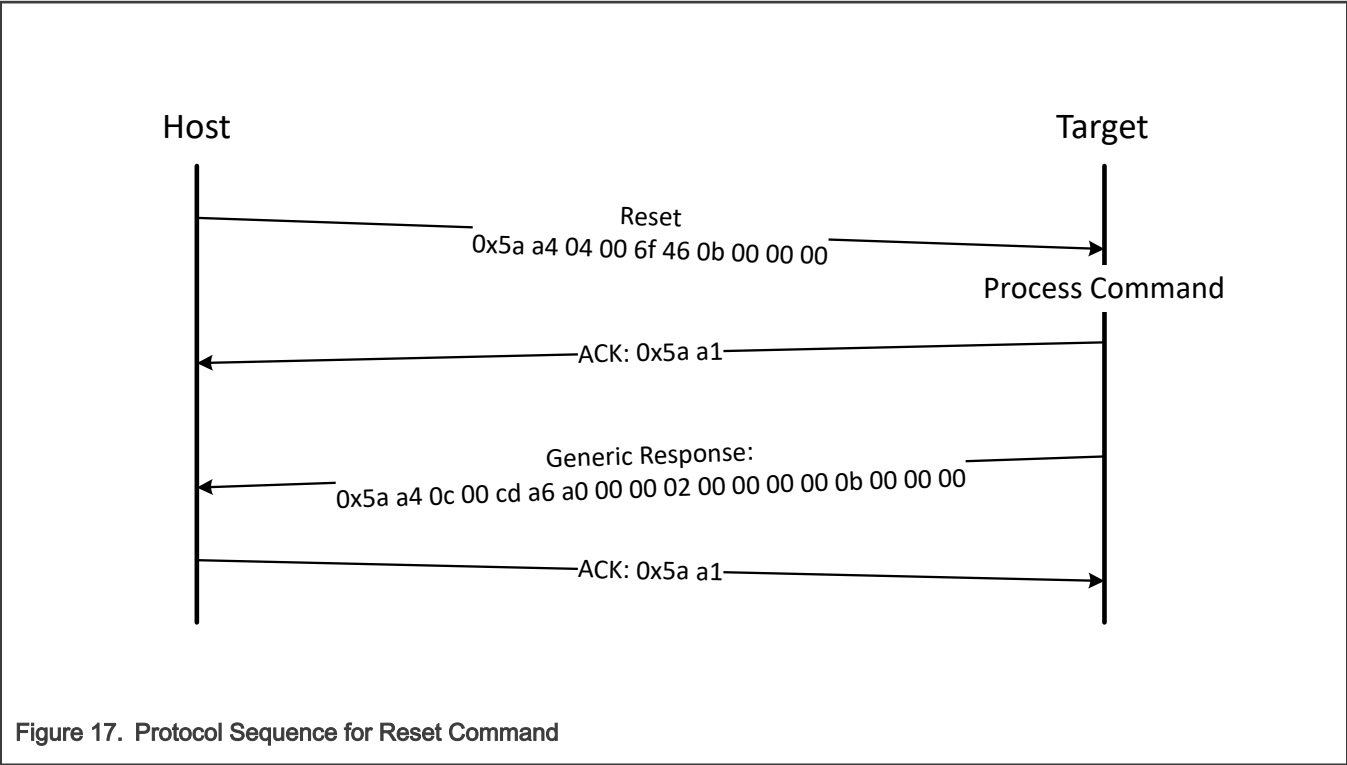 Host
Target
Reset
0x5a a4 04 00 6f 46 0b 00 00 00
Process Command
ACK: 0x5a a1
Generic Response:
0x5a a4 0c 00 cd a6 a0 00 00 02 00 00 00 00 0b 00 00 00
ACK: 0x5a a1
Figure 17. Protocol Sequence for Reset Command